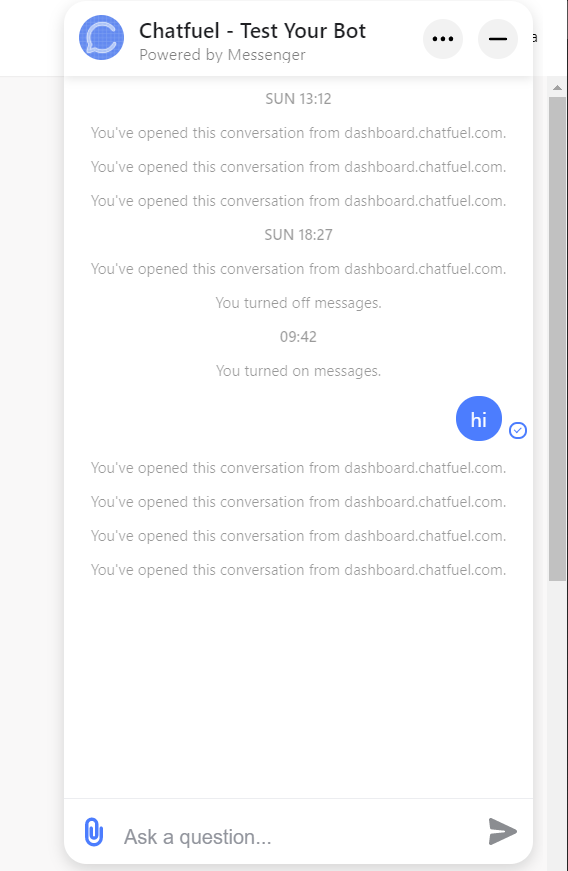 Chatfuel - Test Your Bot
Powered by Messenger
a
SUN 13:12
You've opened this conversation from dashboard.chatfuel.com.
You've opened this conversation from dashboard.chatfuel.com.
You've opened this conversation from dashboard.chatfuel.com.
SUN 18:27
You've opened this conversation from dashboard.chatfuel.com.
You turned off messages.
09:42
You turned on messages.
hi
You've opened this conversation from dashboard.chatfuel.com.
You've opened this conversation from dashboard.chatfuel.com.
You've opened this conversation from dashboard.chatfuel.com.
You've opened this conversation from dashboard.chatfuel.com.
Ask a question...